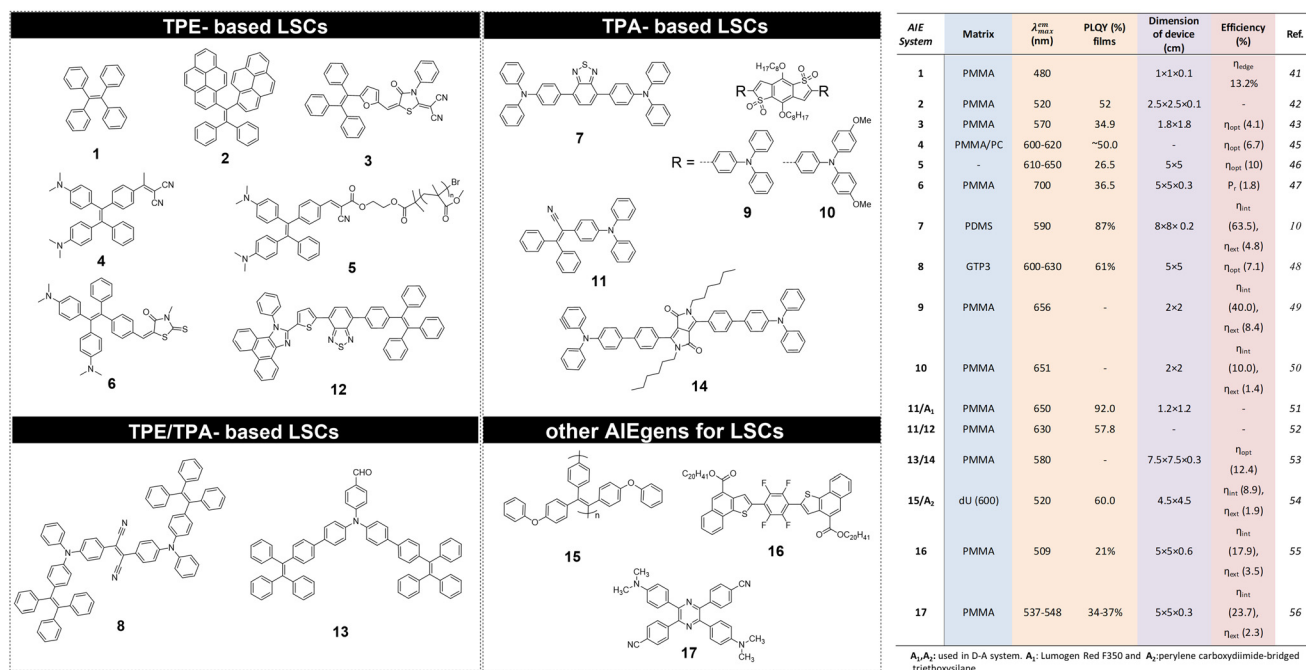 TPE- based LSCs
1
2
3
4
5
6
12
TPA- based LSCs
7
R =
9
10
11
14
TPE/TPA- based LSCs
8
13
other AIEgens for LSCs
15
16
17
AIE System Matrix λmax^em (nm) PLQY (%) films Dimension of device (cm) Efficiency (%) Ref.
1 PMMA 480 1×1×0.1 ηedge 13.2% 41
2 PMMA 520 52 2.5×2.5×0.1 - 42
3 PMMA 570 34.9 1.8×1.8 ηopt (4.1) 43
4 PMMA/PC 600-620 ~50.0 - ηopt (6.7) 45
5 - 610-650 26.5 5×5 ηopt (10) 46
6 PMMA 700 36.5 5×5×0.3 Pr (1.8) 47
7 PDMS 590 87% 8×8× 0.2 ηint (63.5), ηext (4.8) 10
8 GTP3 600-630 61% 5×5 ηopt (7.1) 48
9 PMMA 656 - 2×2 ηint (40.0), ηext (8.4) 49
10 PMMA 651 - 2×2 ηint (10.0), ηext (1.4) 50
11/A1 PMMA 650 92.0 1.2×1.2 - 51
11/12 PMMA 630 57.8 - - 52
13/14 PMMA 580 - 7.5×7.5×0.3 ηopt (12.4) 53
15/A2 dU (600) 520 60.0 4.5×4.5 ηint (8.9), ηext (1.9) 54
16 PMMA 509 21% 5×5×0.6 ηint (17.9), ηext (3.5) 55
17 PMMA 537-548 34-37% 5×5×0.3 ηint (23.7), ηext (2.3) 56
A1,A2: used in D-A system. A1: Lumogen Red F350 and A2:perylene carboxydiimide-bridged
triethoxysilane